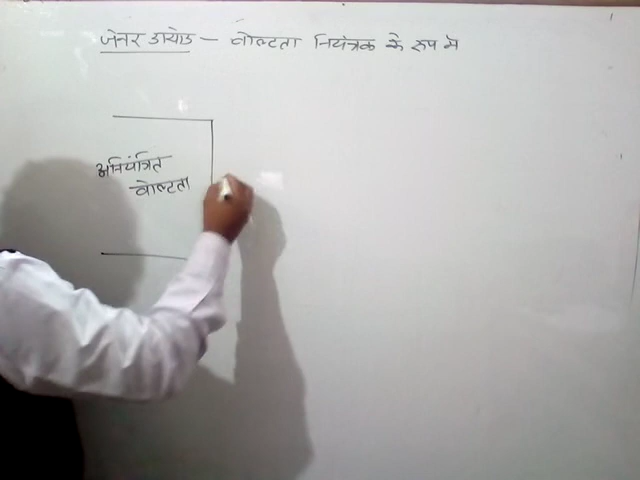 जेनर डायोड – वोल्टता नियंत्रक के रुप मे
अनियंत्रित
वोल्टता